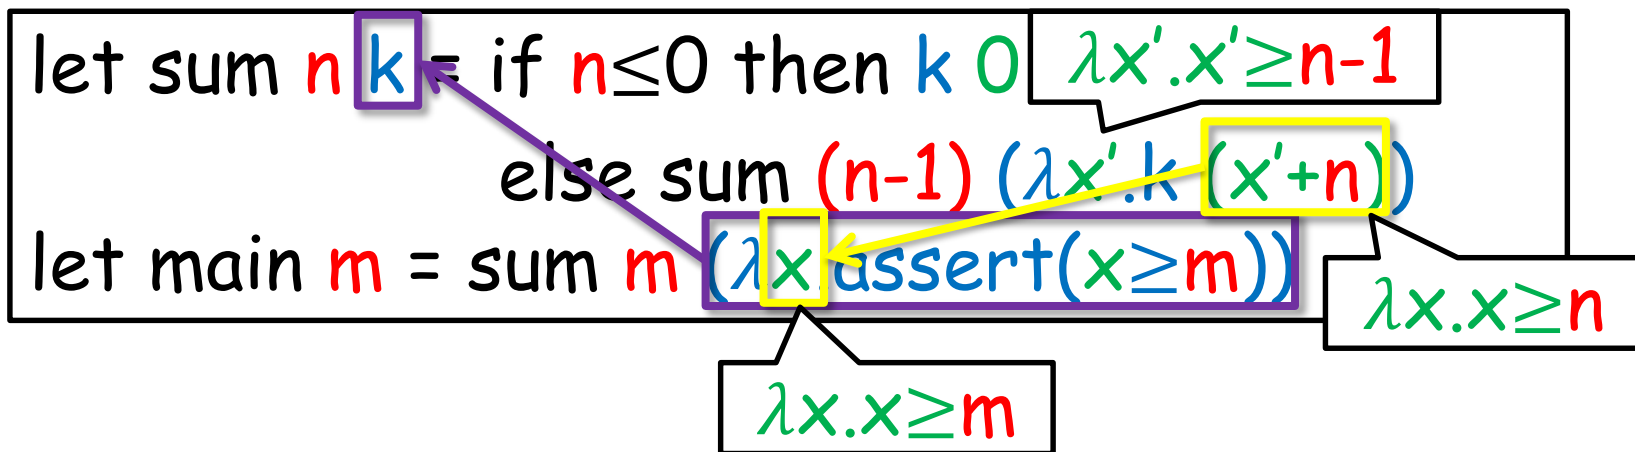 let sum n k = if n≤0 then k 0
λx'.x'≥n-1
else sum (n-1) (λx'.k (x'+n))
let main m = sum m (λx.assert(x≥m))
λx.x≥n
λx.x≥m